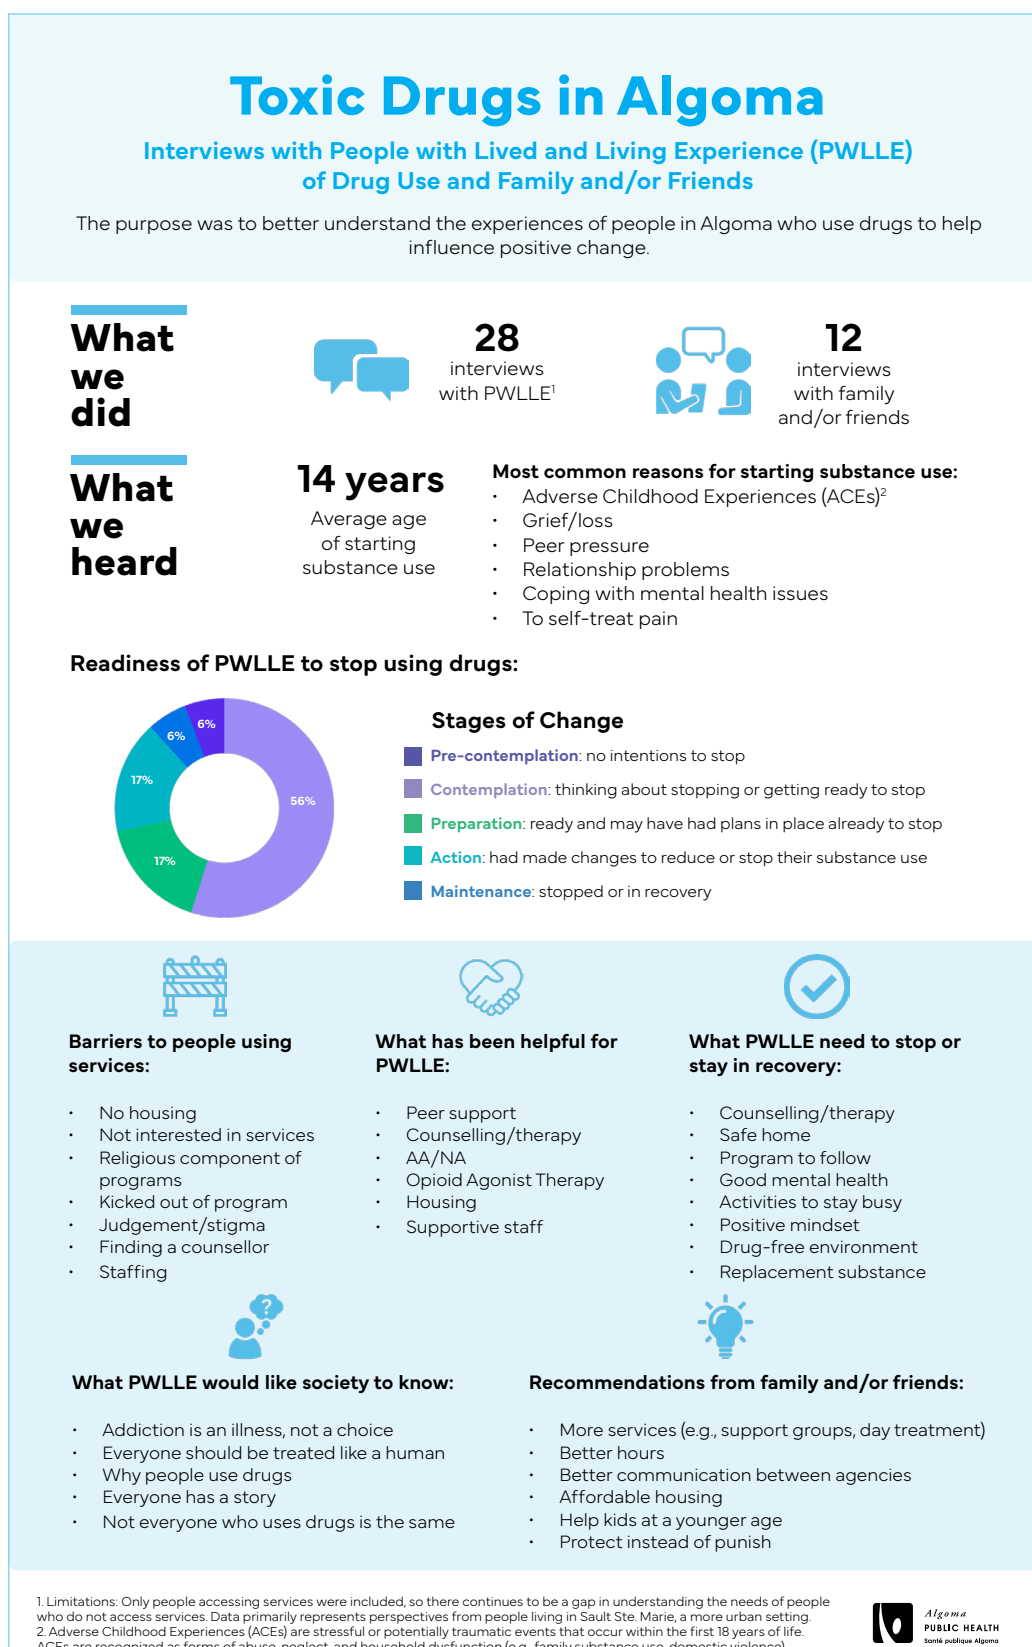 Toxic Drugs in Algoma
Interviews with People with Lived and Living Experience (PWLLE)
of Drug Use and Family and/or Friends
The purpose was to better understand the experiences of people in Algoma who use drugs to help
influence positive change.
What
we
did
28
interviews
with PWLLE¹
12
interviews
with family
and/or friends
What
we
heard
14 years
Average age
of starting
substance use
Most common reasons for starting substance use:
• Adverse Childhood Experiences (ACEs)²
• Grief/loss
• Peer pressure
• Relationship problems
• Coping with mental health issues
• To self-treat pain
Readiness of PWLLE to stop using drugs:
6%
6%
17%
56%
17%
Stages of Change
Pre-contemplation: no intentions to stop
Contemplation: thinking about stopping or getting ready to stop
Preparation: ready and may have had plans in place already to stop
Action: had made changes to reduce or stop their substance use
Maintenance: stopped or in recovery
Barriers to people using
services:
• No housing
• Not interested in services
• Religious component of
programs
• Kicked out of program
• Judgement/stigma
• Finding a counsellor
• Staffing
What has been helpful for
PWLLE:
• Peer support
• Counselling/therapy
• AA/NA
• Opioid Agonist Therapy
• Housing
• Supportive staff
What PWLLE need to stop or
stay in recovery:
• Counselling/therapy
• Safe home
• Program to follow
• Good mental health
• Activities to stay busy
• Positive mindset
• Drug-free environment
• Replacement substance
?
What PWLLE would like society to know:
• Addiction is an illness, not a choice
• Everyone should be treated like a human
• Why people use drugs
• Everyone has a story
• Not everyone who uses drugs is the same
Recommendations from family and/or friends:
• More services (e.g., support groups, day treatment)
• Better hours
• Better communication between agencies
• Affordable housing
• Help kids at a younger age
• Protect instead of punish
1. Limitations: Only people accessing services were included, so there continues to be a gap in understanding the needs of people
who do not access services. Data primarily represents perspectives from people living in Sault Ste. Marie, a more urban setting.
2. Adverse Childhood Experiences (ACEs) are stressful or potentially traumatic events that occur within the first 18 years of life.
ACEs are recognized as forms of abuse, neglect, and household dysfunction (e.g., family substance use, domestic violence).
Algoma
PUBLIC HEALTH
Santé publique Algoma